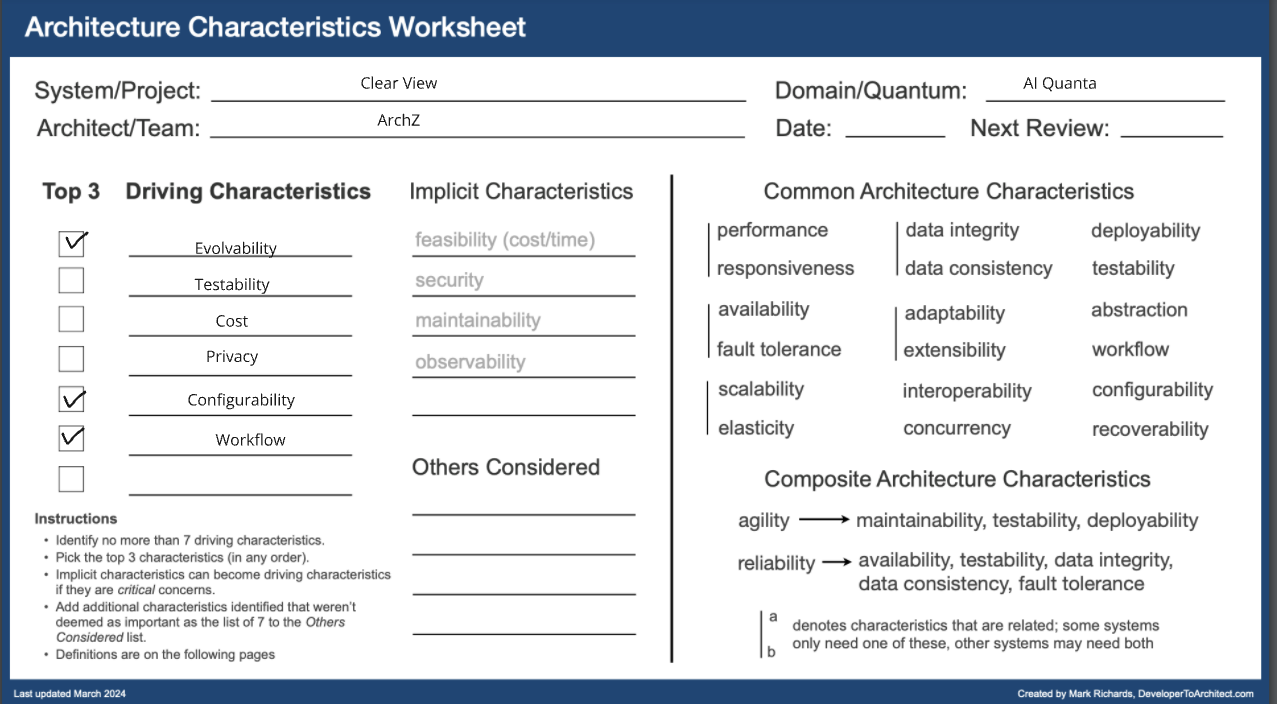 Architecture Characteristics Worksheet
System/Project: Clear View
Domain/Quantum: AI Quanta
Architect/Team: ArchZ
Date: Next Review:
Top 3 Driving Characteristics Implicit Characteristics
Evolvability
Testability
Cost
Privacy
Configurability
Workflow
feasibility (cost/time)
security
maintainability
observability
Others Considered
Instructions
• Identify no more than 7 driving characteristics.
• Pick the top 3 characteristics (in any order).
• Implicit characteristics can become driving characteristics
if they are critical concerns.
• Add additional characteristics identified that weren't
deemed as important as the list of 7 to the Others
Considered list.
• Definitions are on the following pages
Common Architecture Characteristics
performance data integrity deployability
responsiveness data consistency testability
availability adaptability abstraction
fault tolerance extensibility workflow
scalability interoperability configurability
elasticity concurrency recoverability
Composite Architecture Characteristics
agility → maintainability, testability, deployability
reliability → availability, testability, data integrity,
data consistency, fault tolerance
a
b
denotes characteristics that are related; some systems
only need one of these, other systems may need both
Last updated March 2024
Created by Mark Richards, DeveloperToArchitect.com